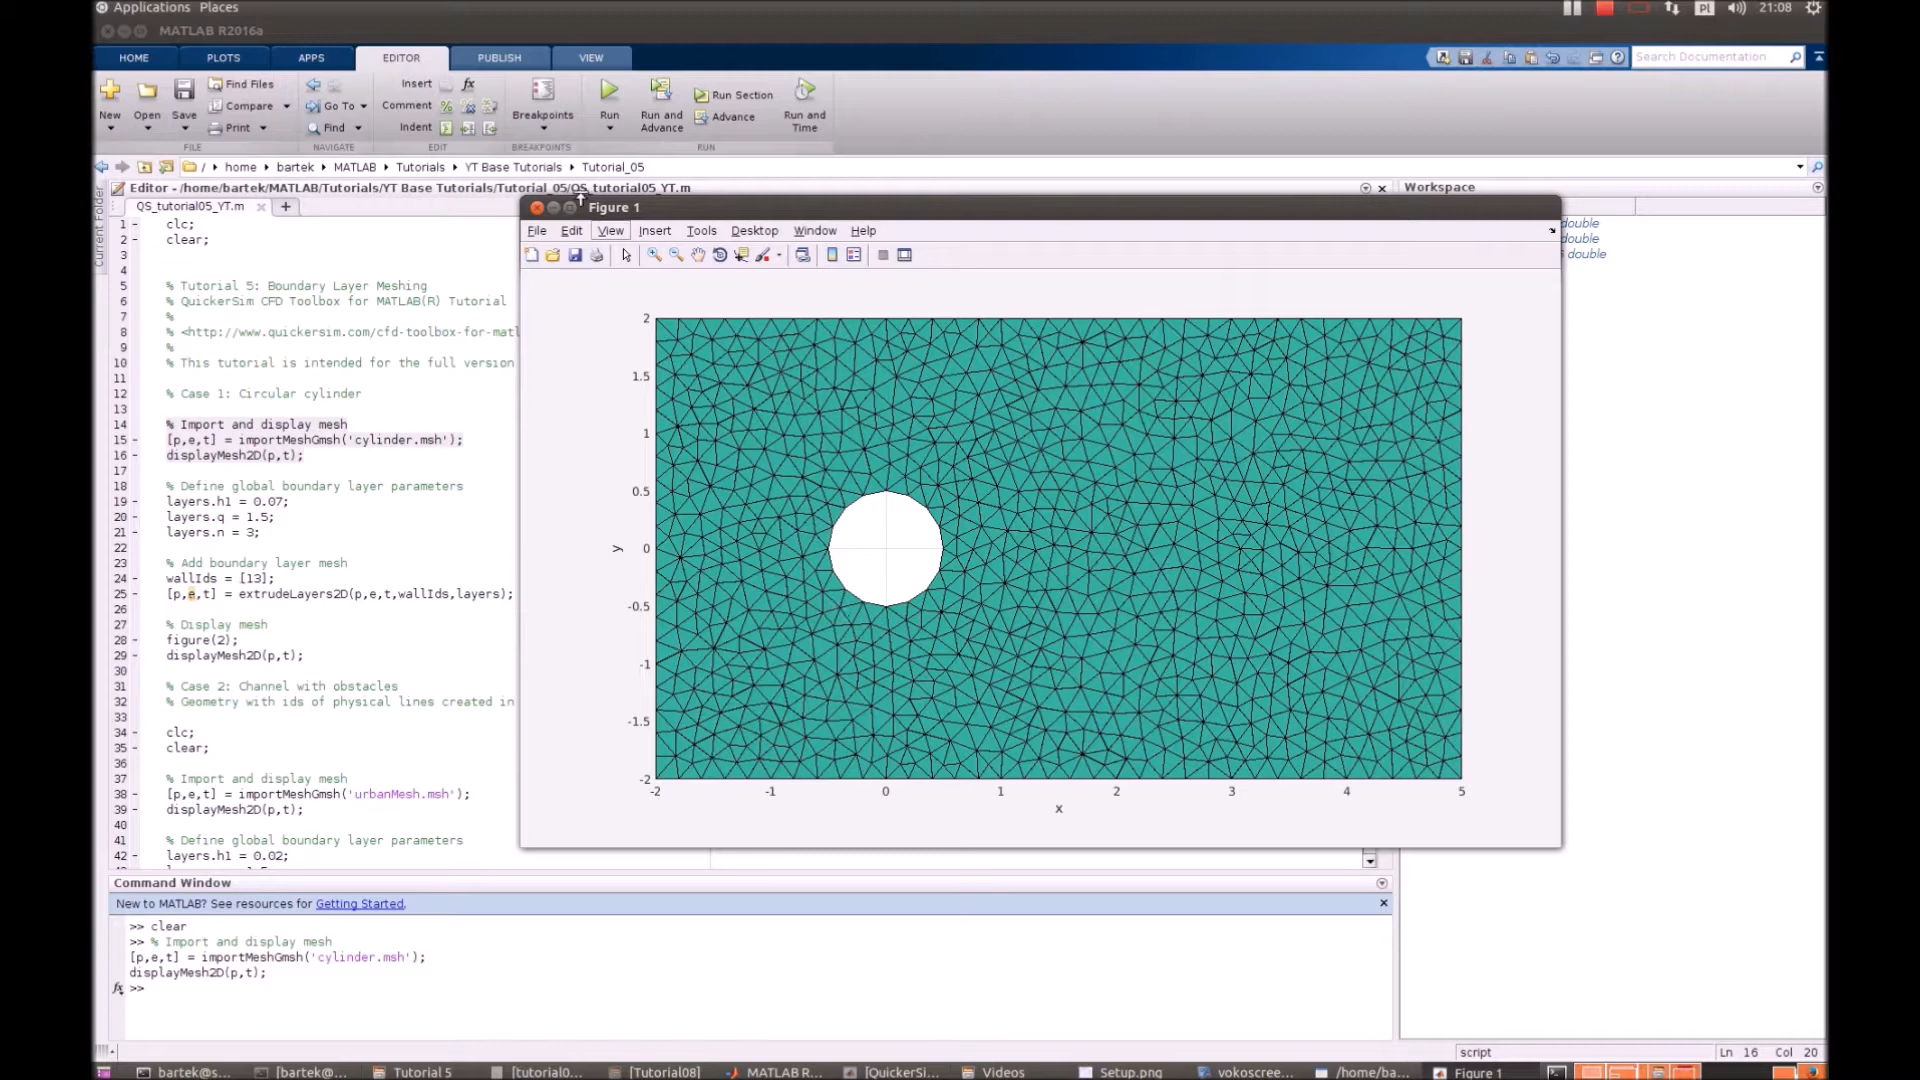 Applications Places
Pl 21:08
MATLAB R2016a
HOME PLOTS APPS EDITOR PUBLISH VIEW
Search Documentation
New Open Save
Find Files
Compare
Print
Go To
Find
Insert fx
Comment
Indent
Breakpoints
Run
Run and Advance
Run Section
Advance
Run and Time
FILE NAVIGATE EDIT BREAKPOINTS RUN
/ home MATLAB bartek Tutorials YT Base Tutorials Tutorial_05
Current Folder
Editor - /home/bartek/MATLAB/Tutorials/YT Base Tutorials/Tutorial_05/QS_tutorial05_YT.m
Workspace
QS_tutorial05_YT.m
1 clc;
2 clear;
3
4
5 % Tutorial 5: Boundary Layer Meshing
6 % QuickerSim CFD Toolbox for MATLAB(R) Tutorial
7 %
8 % <http://www.quickersim.com/cfd-toolbox-for-matl
9 %
10 % This tutorial is intended for the full version
11
12 % Case 1: Circular cylinder
13
14 % Import and display mesh
15 [p,e,t] = importMeshGmsh('cylinder.msh');
16 displayMesh2D(p,t);
17
18 % Define global boundary layer parameters
19 layers.h1 = 0.07;
20 layers.q = 1.5;
21 layers.n = 3;
22
23 % Add boundary layer mesh
24 wallIds = [13];
25 [p,e,t] = extrudeLayers2D(p,e,t,wallIds,layers);
26
27 % Display mesh
28 figure(2);
29 displayMesh2D(p,t);
30
31 % Case 2: Channel with obstacles
32 % Geometry with ids of physical lines created in
33
34 clc;
35 clear;
36
37 % Import and display mesh
38 [p,e,t] = importMeshGmsh('urbanMesh.msh');
39 displayMesh2D(p,t);
40
41 % Define global boundary layer parameters
42 layers.h1 = 0.02;
Figure 1
File Edit View Insert Tools Desktop Window Help
2
1.5
1
0.5
0
-0.5
-1
-1.5
-2
y
-2 -1 0 1 2 3 4 5
x
double
double
double
Command Window
New to MATLAB? See resources for Getting Started.
>> clear
>> % Import and display mesh
[p,e,t] = importMeshGmsh('cylinder.msh');
displayMesh2D(p,t);
fx >>
script Ln 16 Col 20
bartek@s... [bartek@... Tutorial 5 [tutorial0... [Tutorial08] MATLAB R... [QuickerSi... Videos Setup.png vokoscree... /home/ba... Figure 1